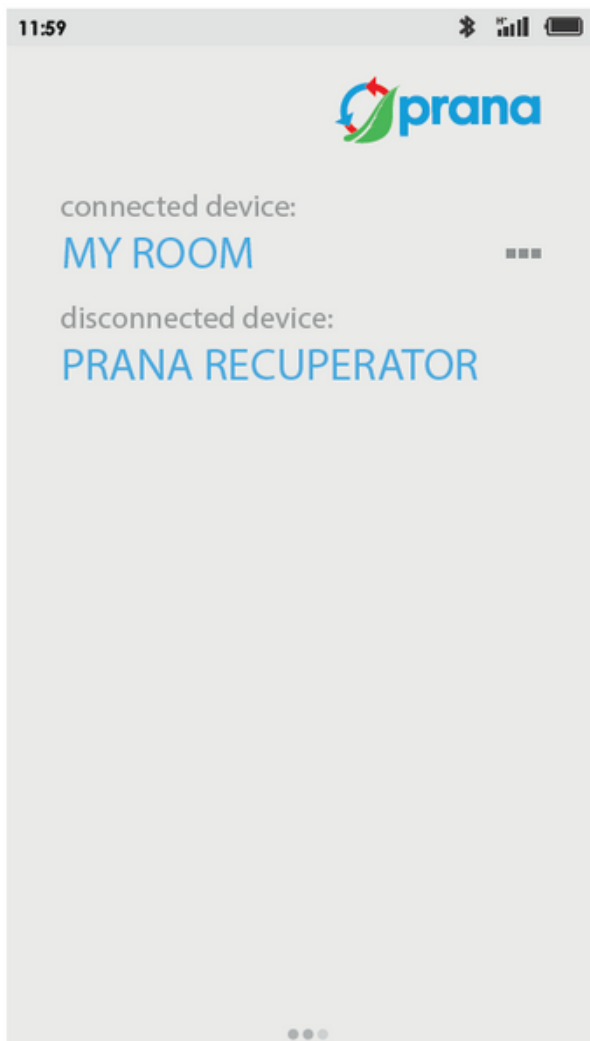 11:59
H+
prana
connected device:
MY ROOM
disconnected device:
PRANA RECUPERATOR